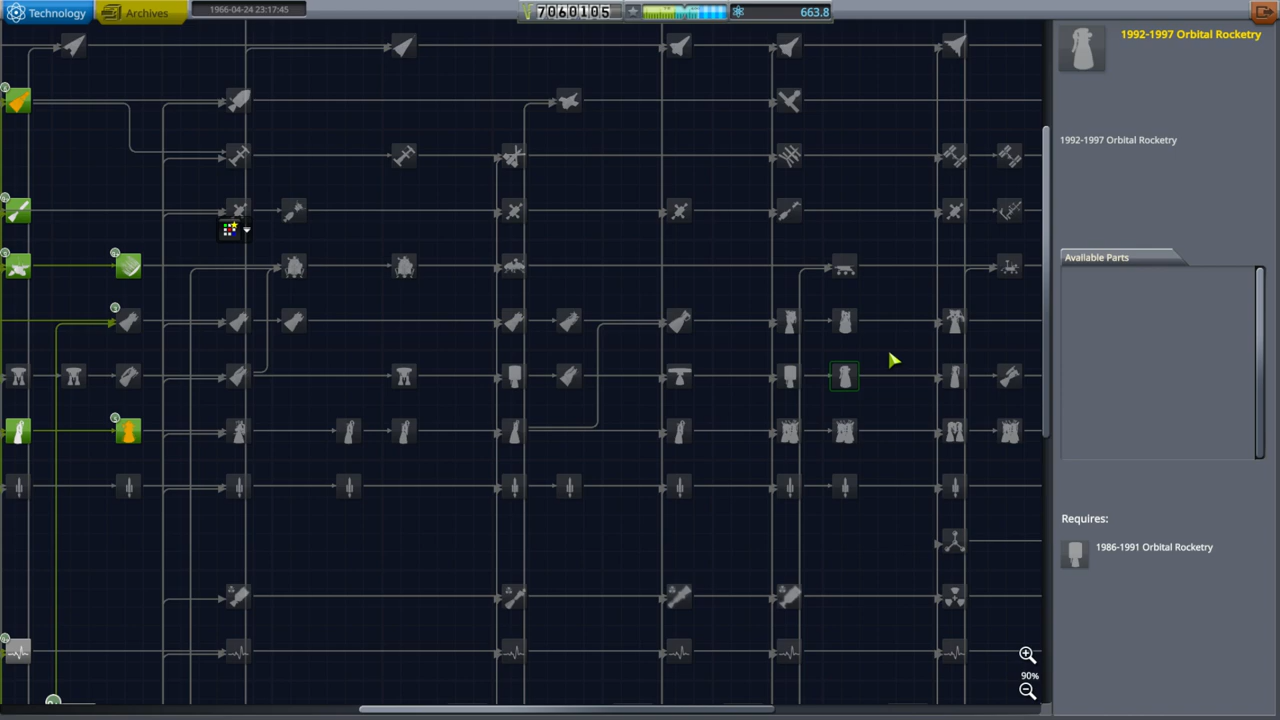 Technology
Archives
1966-04-24 23:17:45
7060105
663.8
1992-1997 Orbital Rocketry
1992-1997 Orbital Rocketry
Available Parts
Requires:
1986-1991 Orbital Rocketry
90%